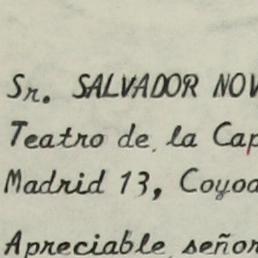 Sr. SALVADOR NOV
Teatro de la Cap
Madrid 13, Coyoa
Apreciable señor